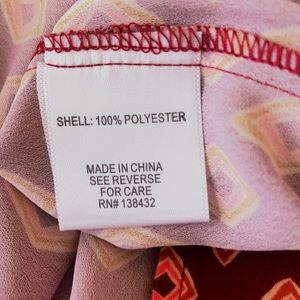 SHELL: 100% POLYESTER
MADE IN CHINA
SEE REVERSE
FOR CARE
RN# 138432